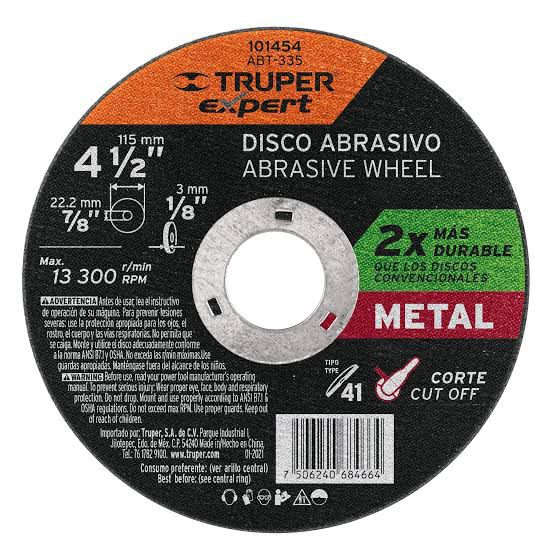 101454
ABT-335
TRUPER
expert
115 mm
4 1/2"
DISCO ABRASIVO
ABRASIVE WHEEL
22.2 mm
7/8"
3 mm
1/8"
2x MÁS DURABLE
QUE LOS DISCOS
CONVENCIONALES
Max.
13 300 r/min RPM
METAL
ADVERTENCIA Antes de usar, lea el instructivo
de operación de su máquina. Para prevenir lesiones
severas: use la protección apropiada para los ojos, el
rostro, el cuerpo y las vías respiratorias. No permita que
se caiga. Monte y utilice el disco adecuadamente conforme
a la norma ANSI B7.1 y OSHA. No exceda las r/min máximas. Use
guardas apropiadas. Manténgase fuera del alcance de los niños.
WARNING Before use, read your power tool manufacturer's operating
manual. To prevent serious injury: Wear proper eye, face, body and respiratory
protection. Do not drop. Mount and use properly according to ANSI B7.1 &
OSHA regulations. Do not exceed max RPM. Use proper guards. Keep out
of reach of children.
TIPO
TYPE
41
CORTE
CUT OFF
Importado por: Truper, S.A. de C.V. Parque Industrial 1,
Jilotepec, Edo. de Méx. C.P. 54240 Made in/Hecho en China,
Tel.: 76 1782 9100. 01-2021
www.truper.com
Consumo preferente: (ver arillo central)
Best before: (see central ring)
7 506240 684664